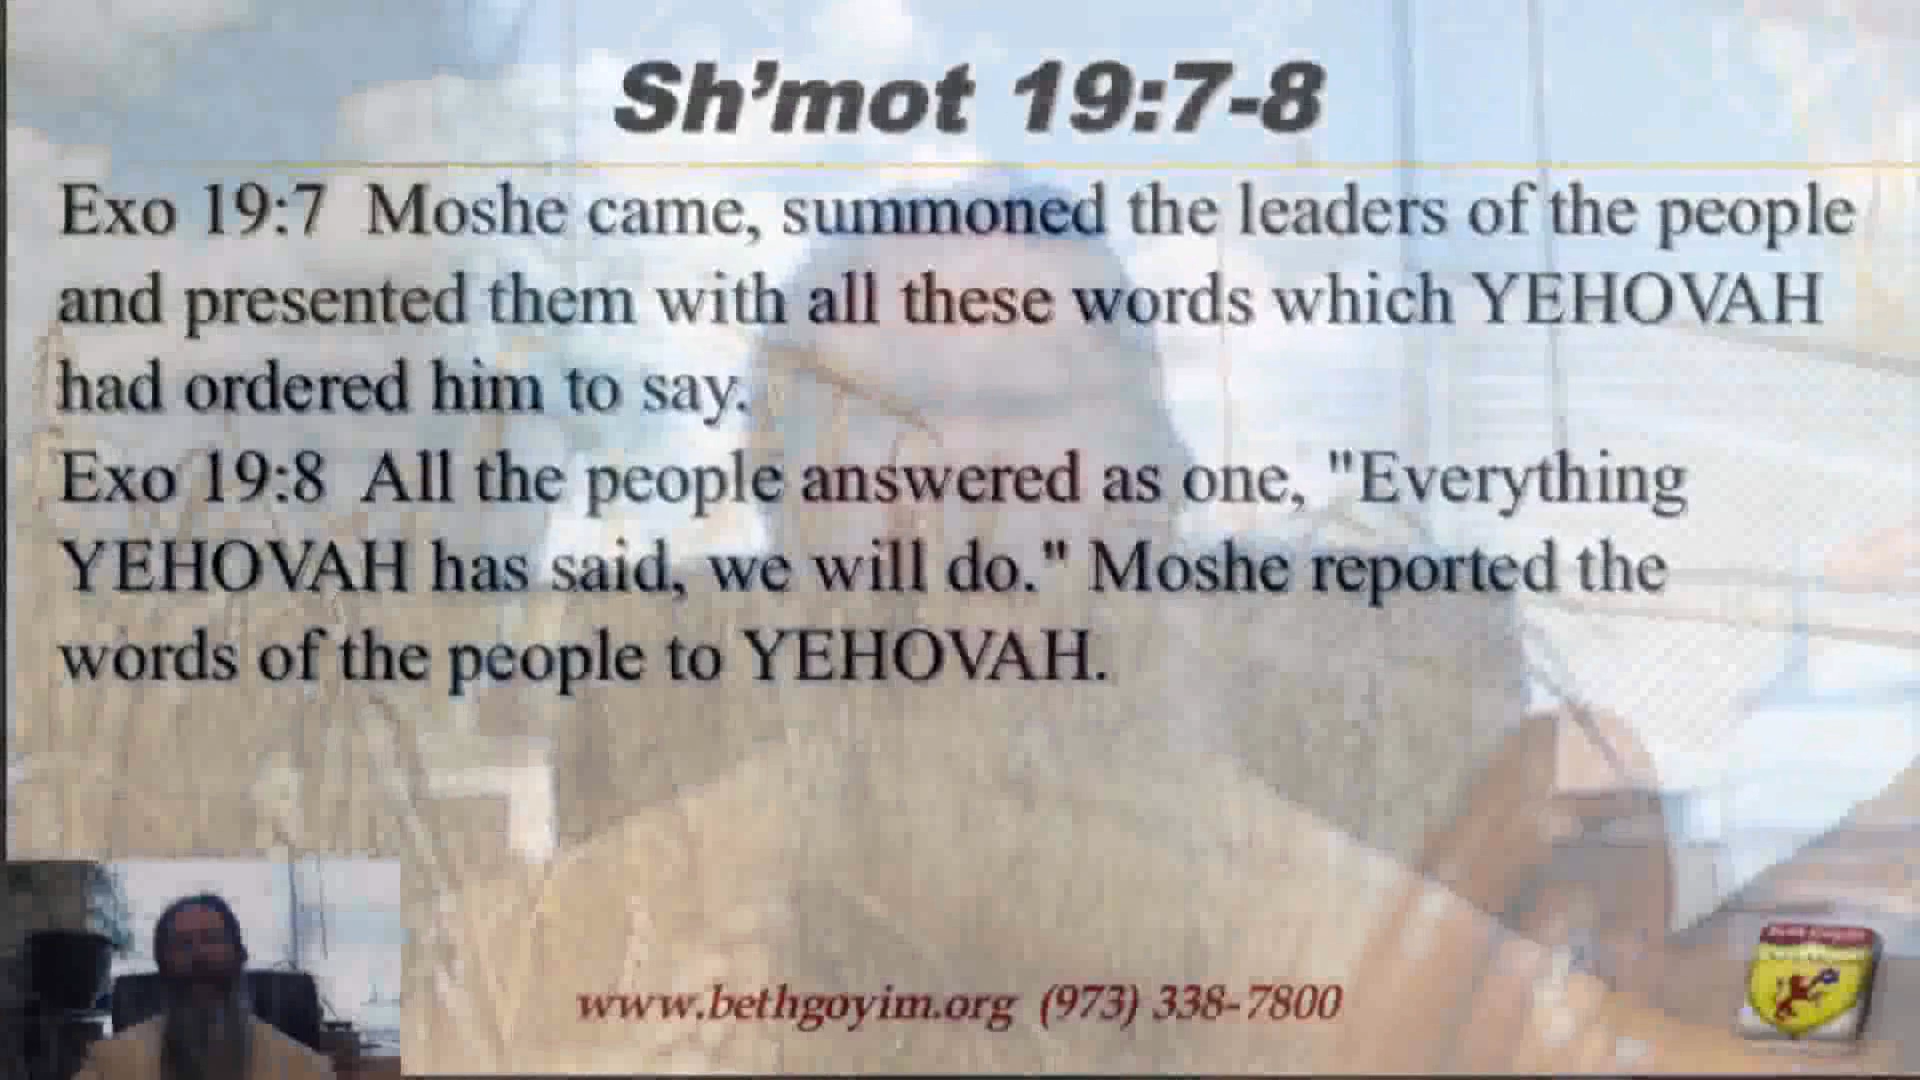 Sh’mot 19:7-8
Exo 19:7 Moshe came, summoned the leaders of the people
and presented them with all these words which YEHOVAH
had ordered him to say.
Exo 19:8 All the people answered as one, "Everything
YEHOVAH has said, we will do." Moshe reported the
words of the people to YEHOVAH.
www.bethgoyim.org (973) 338-7800